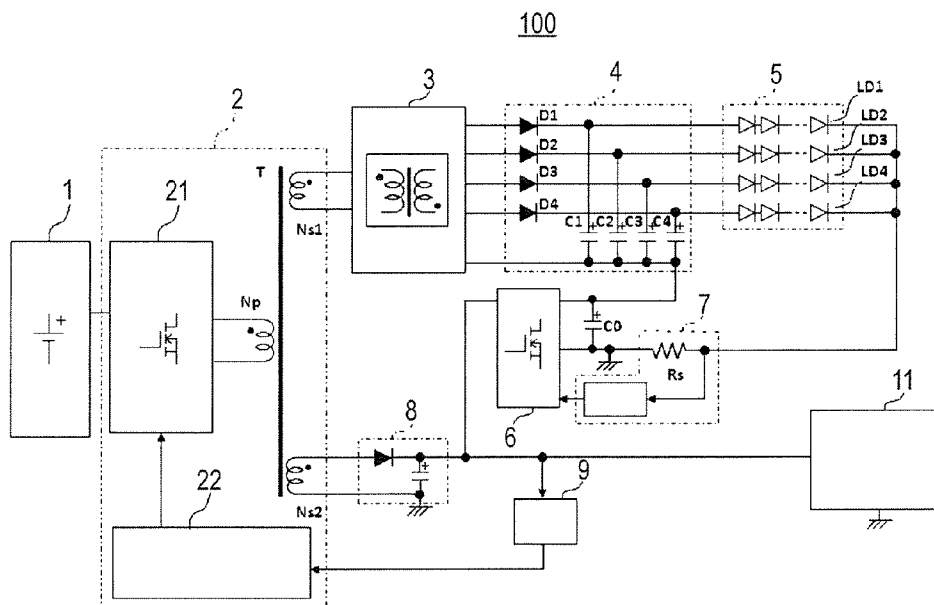 100
3
4
5
LD1
LD2
LD3
LD4
2
D1
D2
D3
D4
T
1
21
Ns1
C1
C2
C3
C4
+
+
+
+
+
Np
+
C0
7
Rs
6
11
8
+
9
22
Ns2